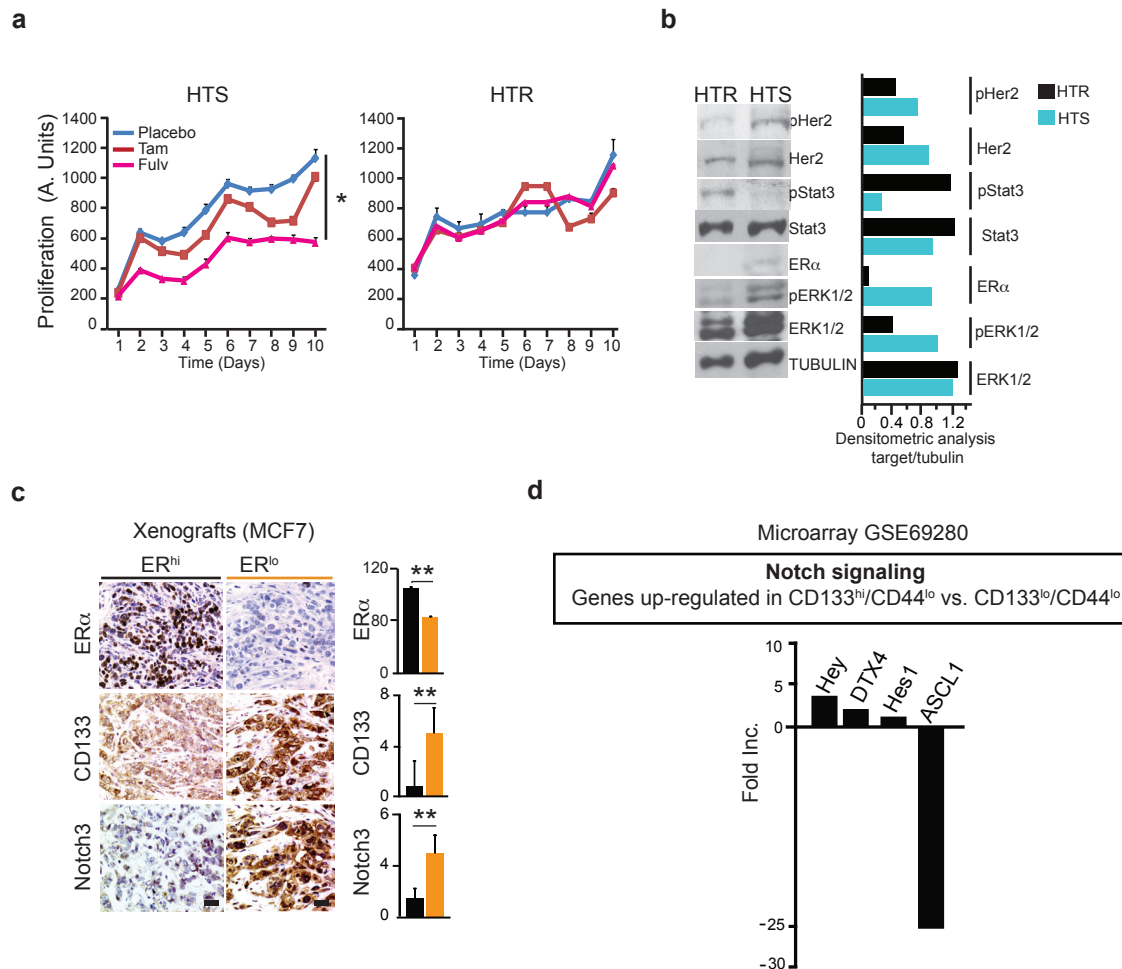 a
HTS
HTR
Proliferation (A. Units)
1400
1200
1000
800
600
400
200
0
Placebo
Tam
Fulv
*
1 2 3 4 5 6 7 8 9 10
Time (Days)
1400
1200
1000
800
600
400
200
0
1 2 3 4 5 6 7 8 9 10
Time (Days)
b
HTR HTS
pHer2
Her2
pStat3
Stat3
ERα
pERK1/2
ERK1/2
TUBULIN
HTR
HTS
pHer2
Her2
pStat3
Stat3
ERα
pERK1/2
ERK1/2
0 0.4 0.8 1.2
Densitometric analysis
target/tubulin
c
Xenografts (MCF7)
ERhi ERlo
ERα
CD133
Notch3
120
80
0
ERα
**
8
4
0
CD133
**
8
4
0
Notch3
**
d
Microarray GSE69280
Notch signaling
Genes up-regulated in CD133hi/CD44lo vs. CD133lo/CD44lo
Fold Inc.
10
5
0
-25
-30
Hey
DTX4
Hes1
ASCL1